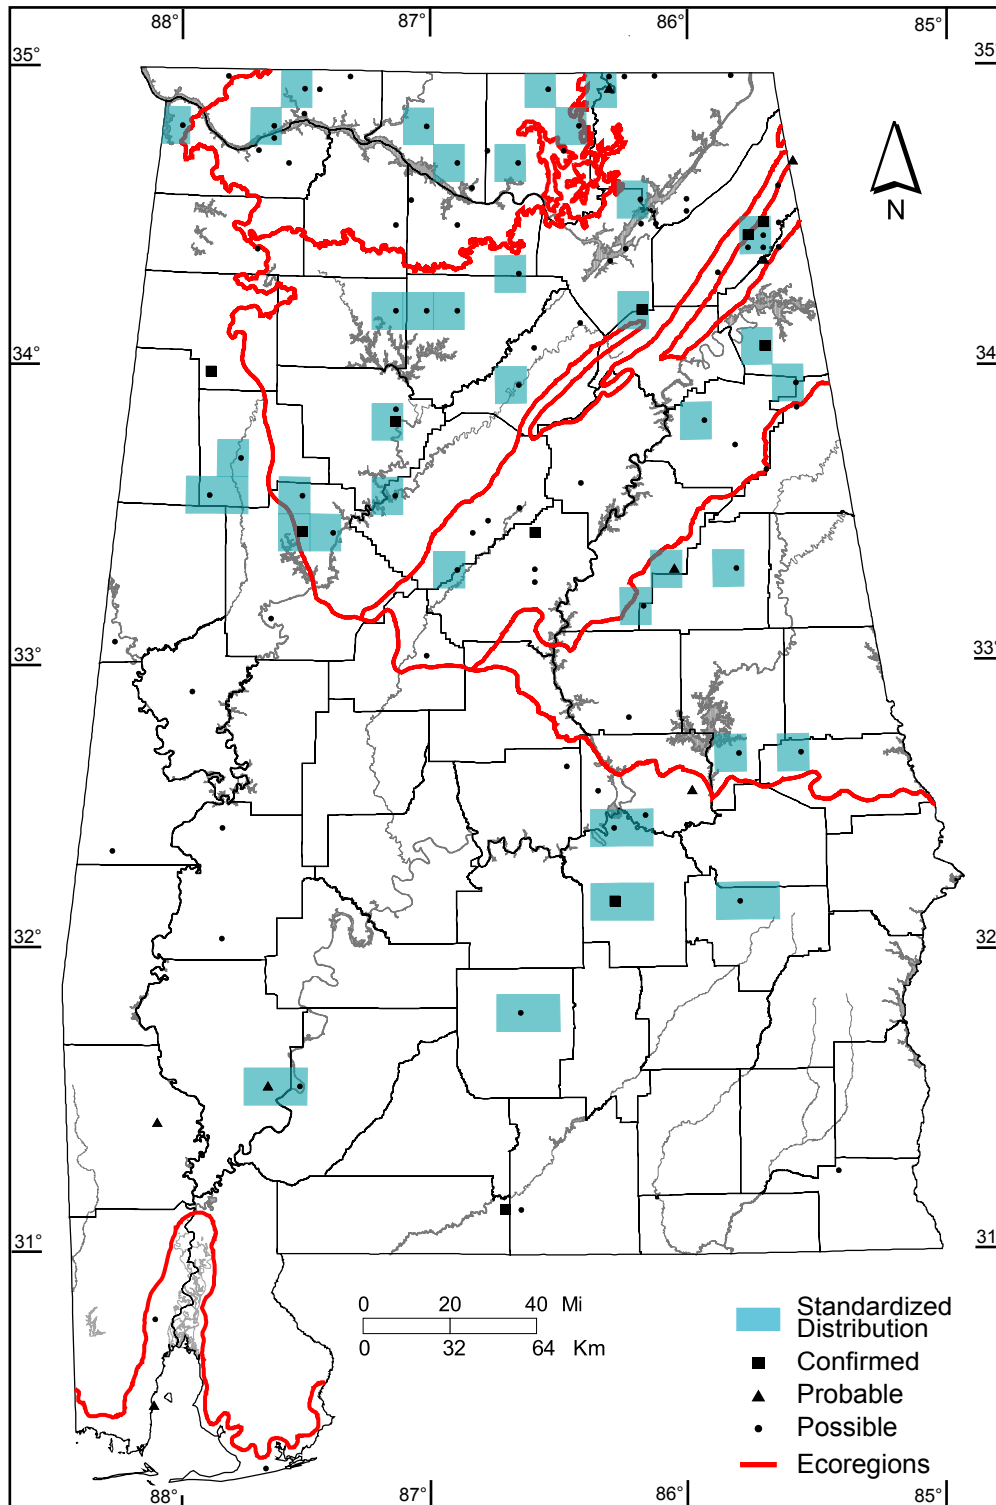 88° 87° 86° 85°
35° 35°
N
34° 34°
33° 33°
32° 32°
31° 31°
0 20 40 Mi
0 32 64 Km
Standardized
Distribution
Confirmed
Probable
Possible
Ecoregions
88° 87° 86° 85°